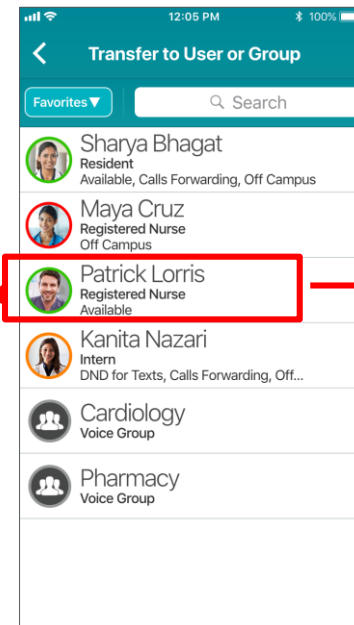 12:05 PM 100%
Transfer to User or Group
Favorites▼ Search
Sharya Bhagat
Resident
Available, Calls Forwarding, Off Campus
Maya Cruz
Registered Nurse
Off Campus
Patrick Lorris
Registered Nurse
Available
Kanita Nazari
Intern
DND for Texts, Calls Forwarding, Off...
Cardiology
Voice Group
Pharmacy
Voice Group